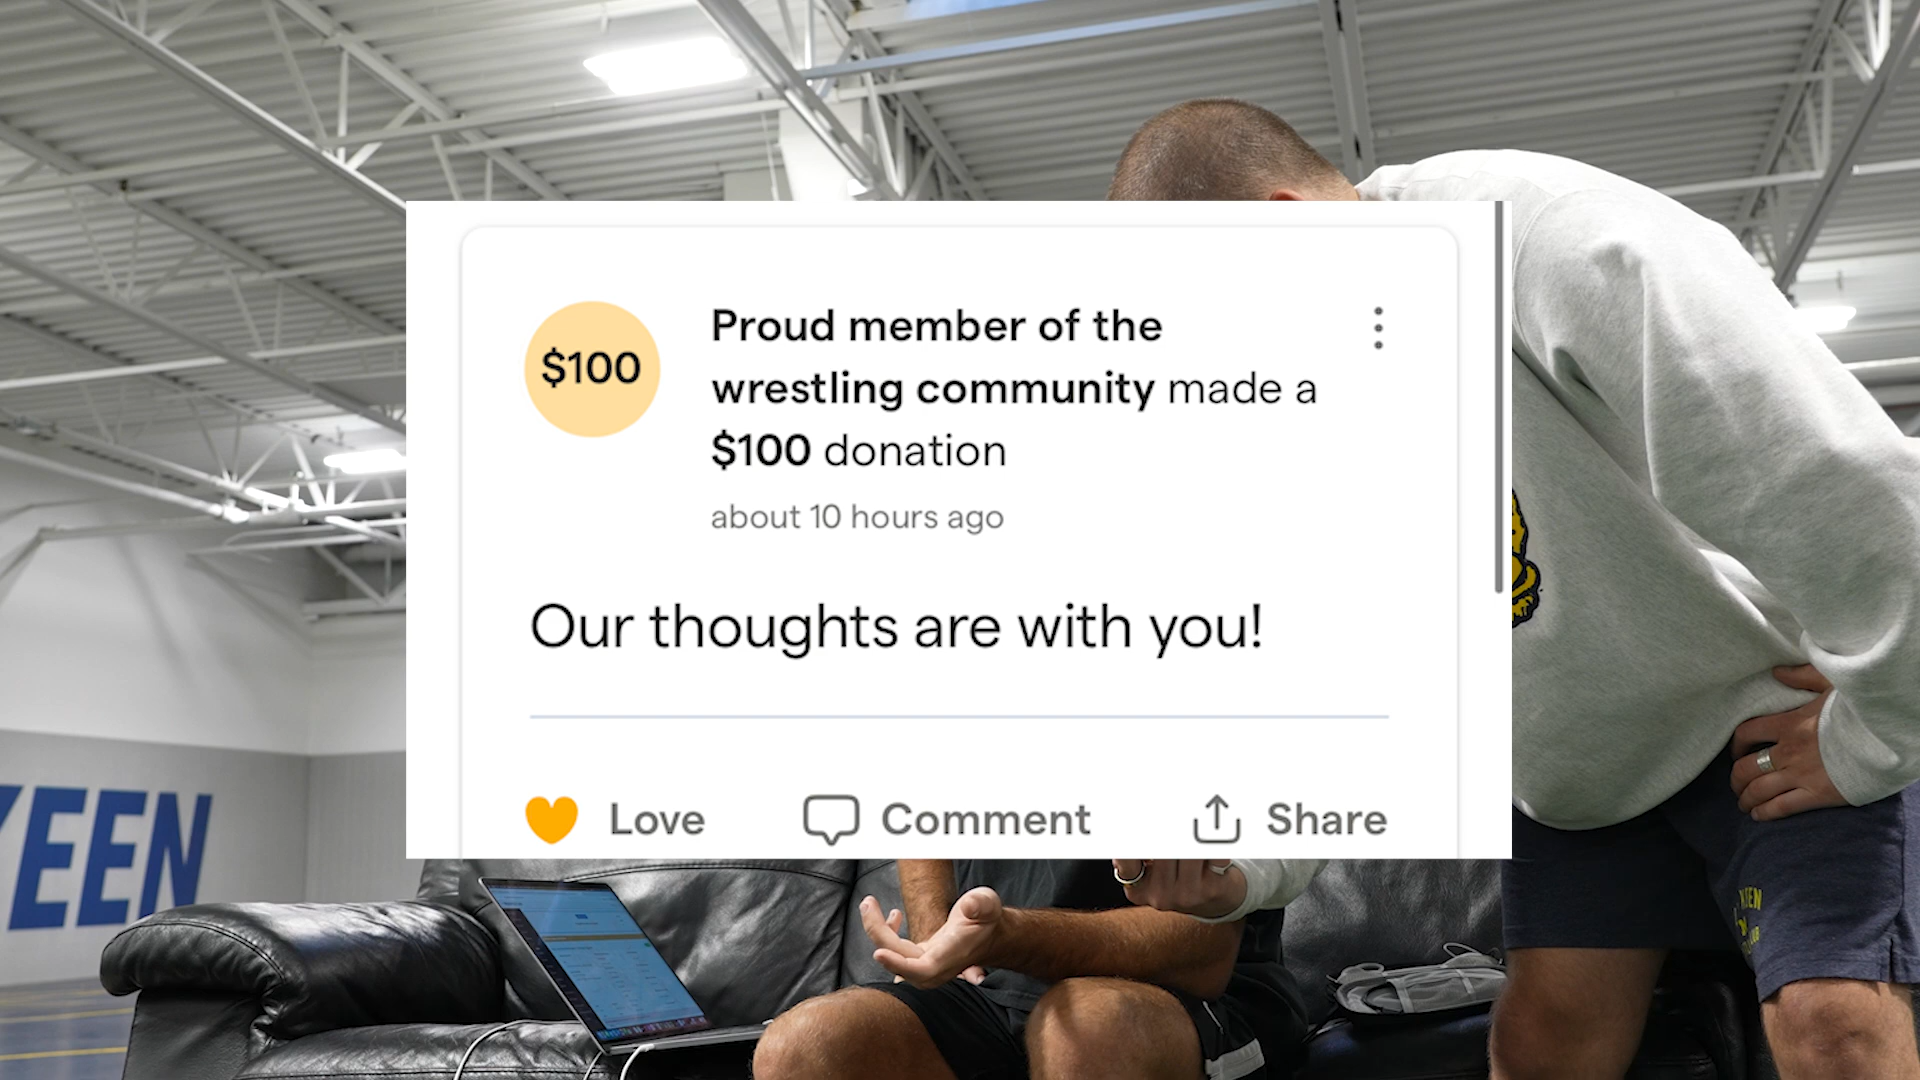 $100
Proud member of the
wrestling community made a
$100 donation
about 10 hours ago
Our thoughts are with you!
Love
Comment
Share
EEN